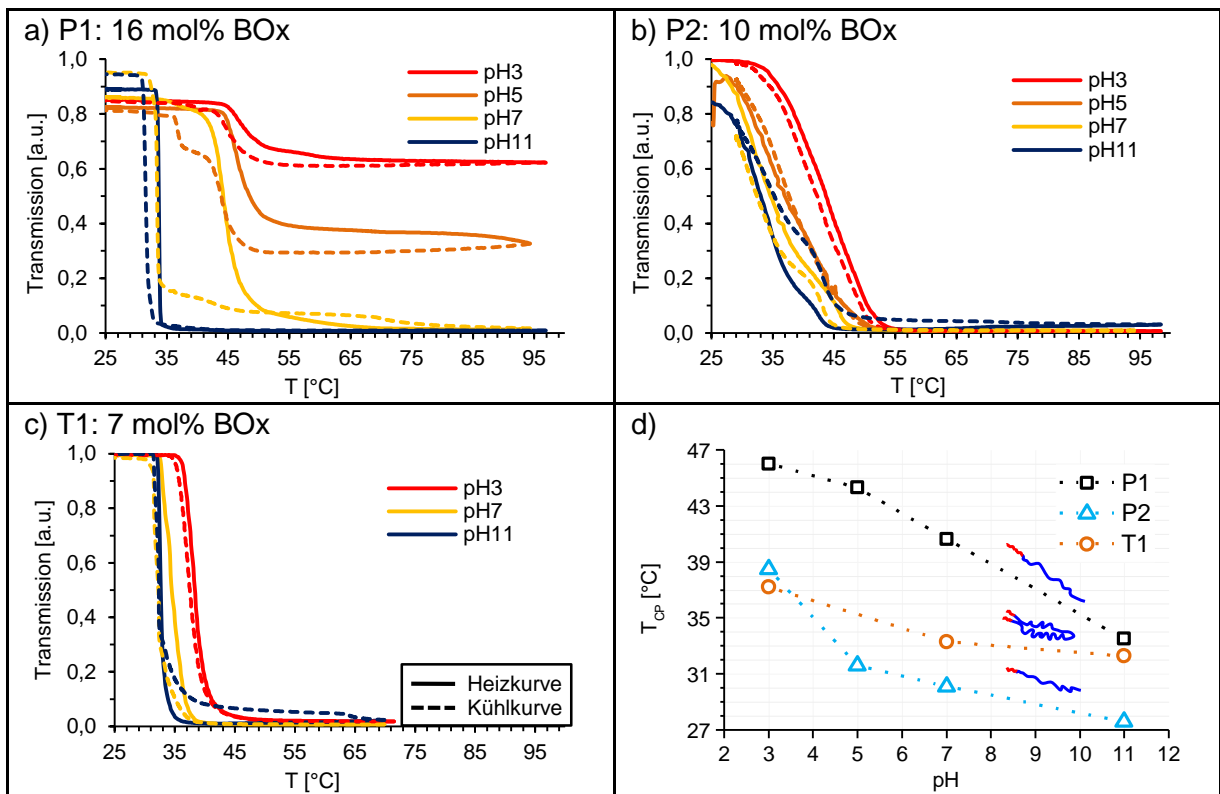 a) P1: 16 mol% BOx
1,0
0,8
0,6
0,4
0,2
0,0
Transmission [a.u.]
25 35 45 55 65 75 85 95
T [°C]
pH3
pH5
pH7
pH11
b) P2: 10 mol% BOx
1,0
0,8
0,6
0,4
0,2
0,0
Transmission [a.u.]
25 35 45 55 65 75 85 95
T [°C]
pH3
pH5
pH7
pH11
c) T1: 7 mol% BOx
1,0
0,8
0,6
0,4
0,2
0,0
Transmission [a.u.]
25 35 45 55 65 75 85 95
T [°C]
pH3
pH7
pH11
Heizkurve
Kühlkurve
d)
47
43
39
35
31
27
T_CP [°C]
2 3 4 5 6 7 8 9 10 11 12
pH
P1
P2
T1